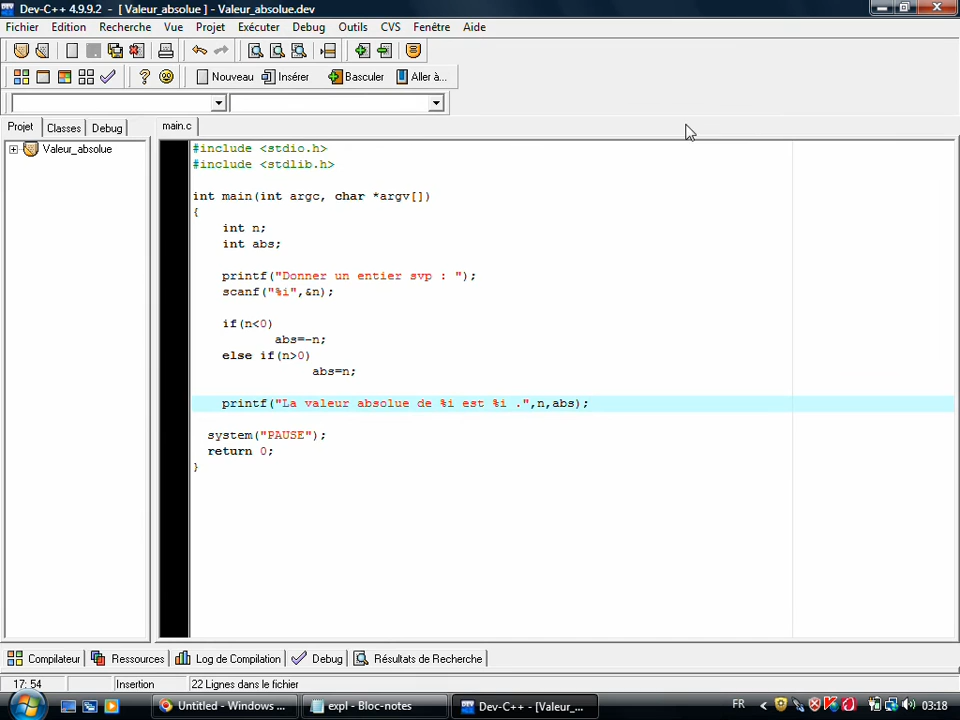 Dev-C++ 4.9.9.2 - [ Valeur_absolue ] - Valeur_absolue.dev
Fichier Edition Recherche Vue Projet Exécuter Debug Outils CVS Fenêtre Aide
Nouveau Insérer Basculer Aller à...
Projet Classes Debug main.c
Valeur_absolue
#include <stdio.h>
#include <stdlib.h>
int main(int argc, char *argv[])
{
int n;
int abs;
printf("Donner un entier svp : ");
scanf("%i",&n);
if(n<0)
abs=-n;
else if(n>0)
abs=n;
printf("La valeur absolue de %i est %i .",n,abs);
system("PAUSE");
return 0;
}
Compilateur Ressources Log de Compilation Debug Résultats de Recherche
17: 54 Insertion 22 Lignes dans le fichier
Untitled - Windows ... expl - Bloc-notes Dev-C++ - [Valeur_... FR < 03:18